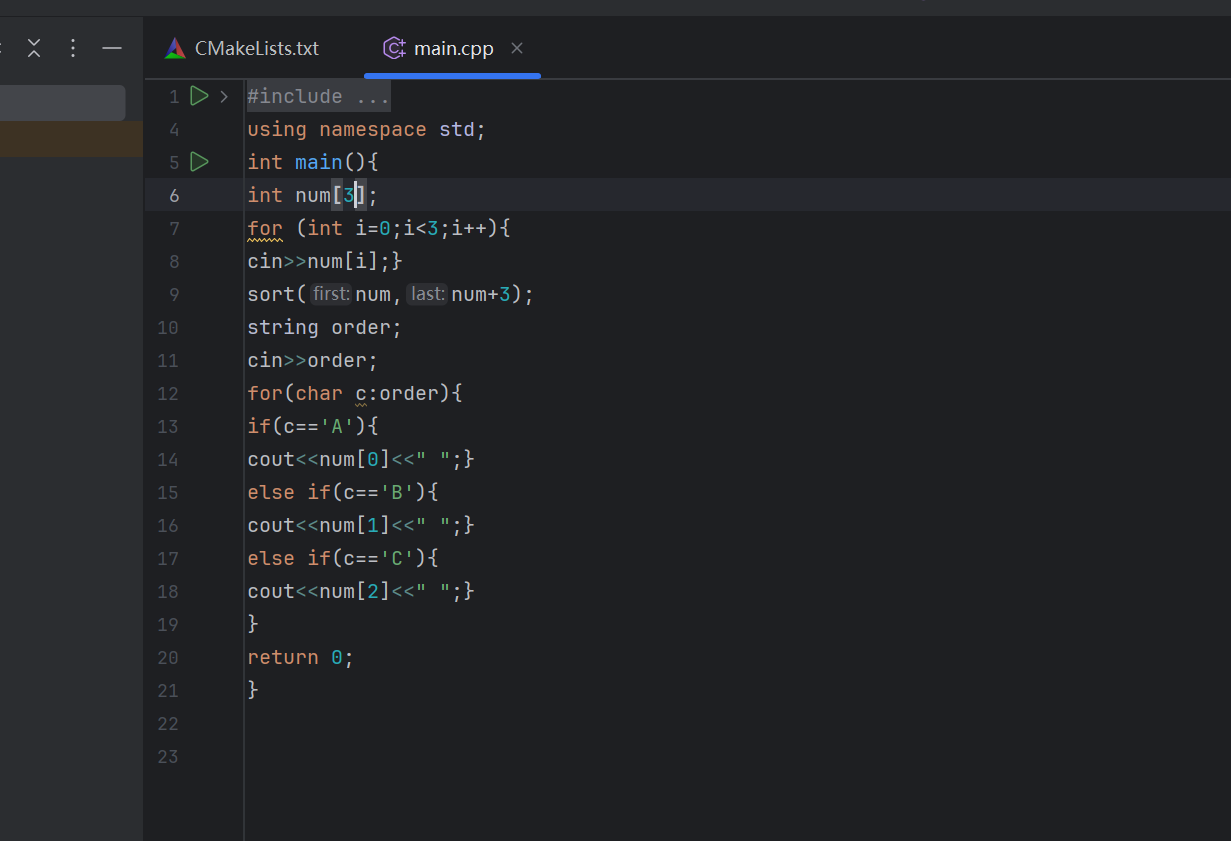 CMakeLists.txt main.cpp
1 #include ...
4 using namespace std;
5 int main(){
6 int num[3];
7 for (int i=0;i<3;i++){
8 cin>>num[i];}
9 sort( first: num, last: num+3);
10 string order;
11 cin>>order;
12 for(char c:order){
13 if(c=='A'){
14 cout<<num[0]<<" ";}
15 else if(c=='B'){
16 cout<<num[1]<<" ";}
17 else if(c=='C'){
18 cout<<num[2]<<" ";}
19 }
20 return 0;
21 }
22
23